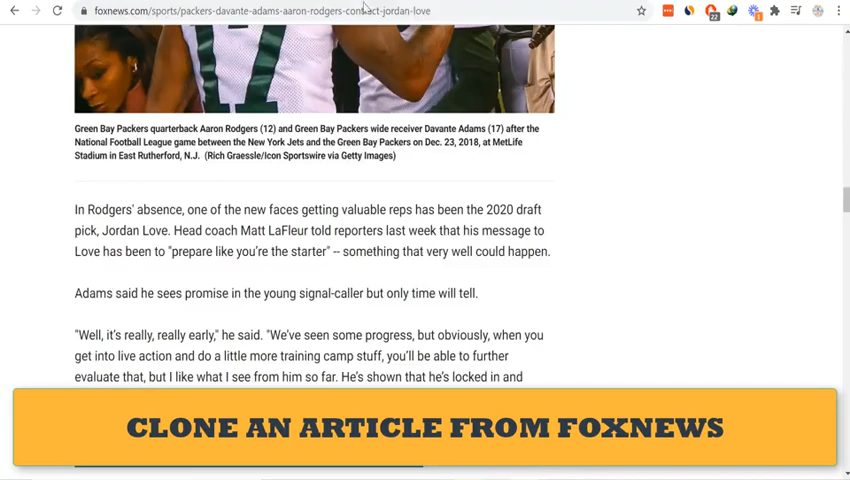 foxnews.com/sports/packers-davante-adams-aaron-rodgers-contract-jordan-love
22
1
Green Bay Packers quarterback Aaron Rodgers (12) and Green Bay Packers wide receiver Davante Adams (17) after the
National Football League game between the New York Jets and the Green Bay Packers on Dec. 23, 2018, at MetLife
Stadium in East Rutherford, N.J.  (Rich Graessle/Icon Sportswire via Getty Images)
In Rodgers' absence, one of the new faces getting valuable reps has been the 2020 draft
pick, Jordan Love. Head coach Matt LaFleur told reporters last week that his message to
Love has been to "prepare like you're the starter" -- something that very well could happen.
Adams said he sees promise in the young signal-caller but only time will tell.
"Well, it's really, really early," he said. "We've seen some progress, but obviously, when you
get into live action and do a little more training camp stuff, you'll be able to further
evaluate that, but I like what I see from him so far. He's shown that he's locked in and
CLONE AN ARTICLE FROM FOXNEWS